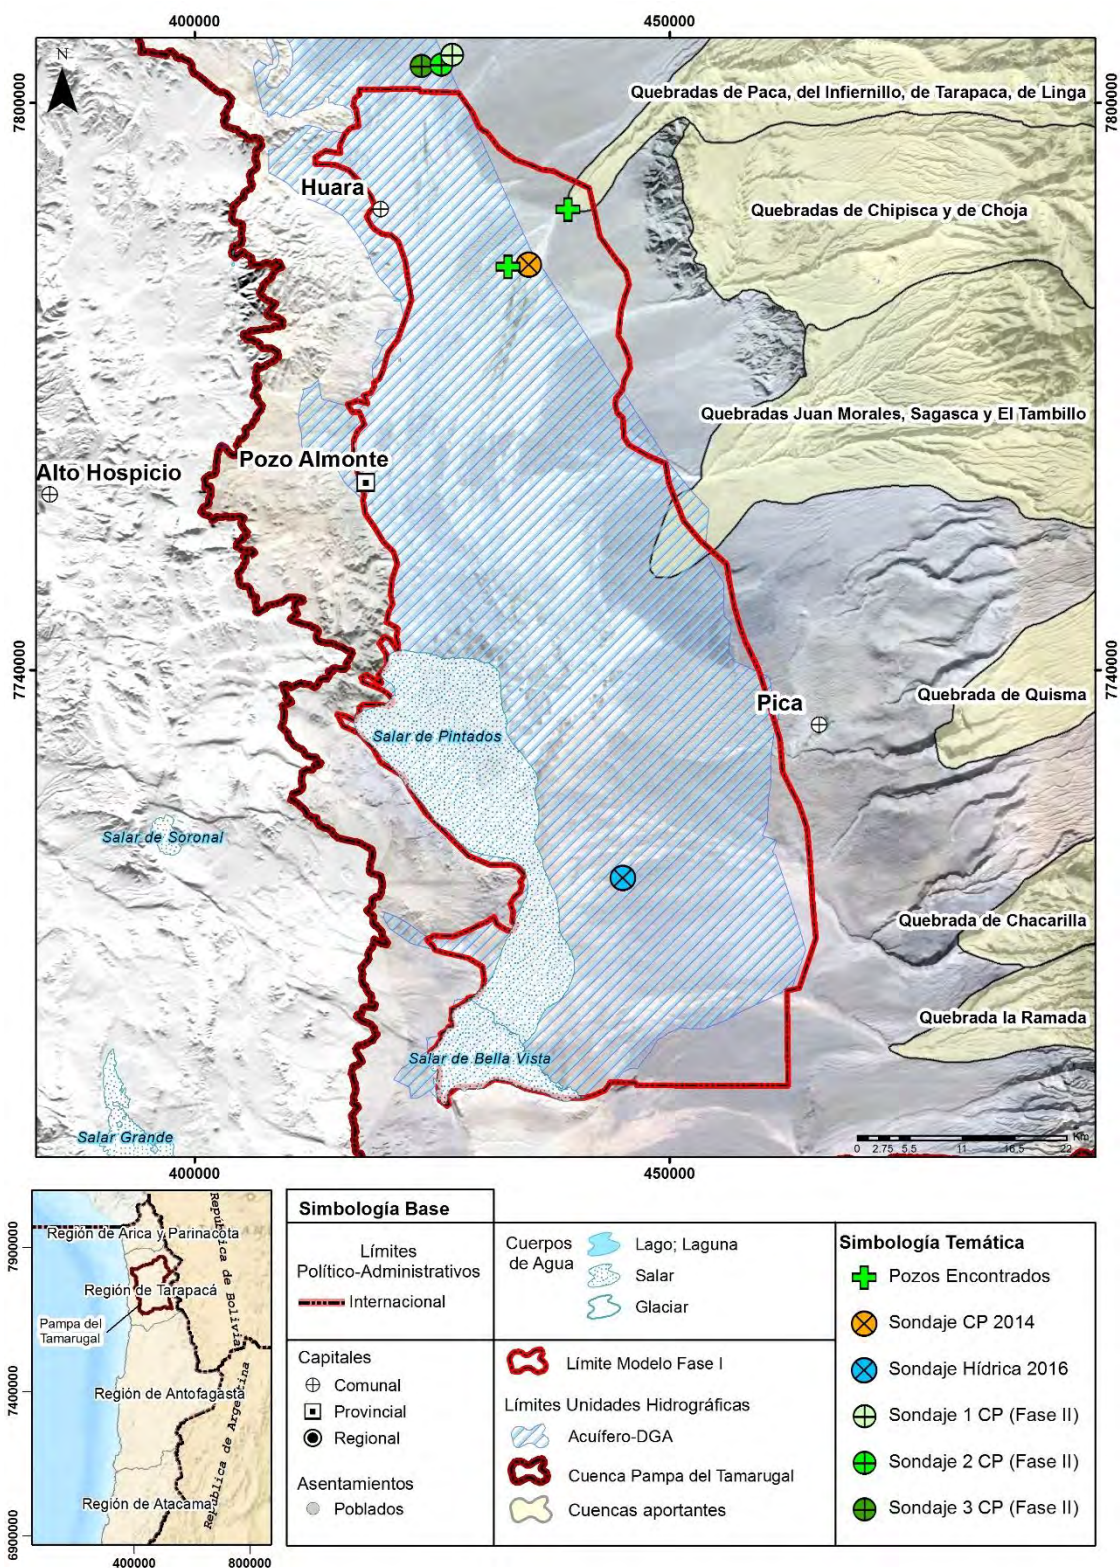 400000
450000
N
7800000
7800000
Quebradas de Paca, del Infiernillo, de Tarapaca, de Linga
Huara
Quebradas de Chipisca y de Choja
Quebradas Juan Morales, Sagasca y El Tambillo
Alto Hospicio
Pozo Almonte
7740000
7740000
Quebrada de Quisma
Pica
Salar de Pintados
Salar de Soronal
Quebrada de Chacarilla
Quebrada la Ramada
Salar de Bella Vista
Salar Grande
Km
0 2.75 5.5 11 16.5 22
400000
450000
7900000
7400000
6900000
Región de Arica y Parinacota
República de Bolivia
Región de Tarapacá
Pampa del
Tamarugal
Región de Antofagasta
República de Argentina
Región de Atacama
400000
800000
Simbología Base
Límites
Político-Administrativos
Internacional
Capitales
Comunal
Provincial
Regional
Asentamientos
Poblados
Cuerpos
de Agua
Lago; Laguna
Salar
Glaciar
Límite Modelo Fase I
Límites Unidades Hidrográficas
Acuífero-DGA
Cuenca Pampa del Tamarugal
Cuencas aportantes
Simbología Temática
Pozos Encontrados
Sondaje CP 2014
Sondaje Hídrica 2016
Sondaje 1 CP (Fase II)
Sondaje 2 CP (Fase II)
Sondaje 3 CP (Fase II)